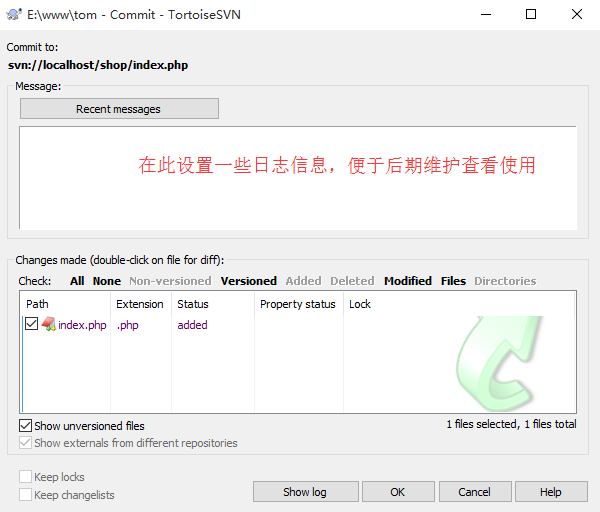 E:\www\tom - Commit - TortoiseSVN
Commit to:
svn://localhost/shop/index.php
Message:
Recent messages
在此设置一些日志信息，便于后期维护查看使用
Changes made (double-click on file for diff):
Check: All None Non-versioned Versioned Added Deleted Modified Files Directories
Path Extension Status Property status Lock
index.php .php added
Show unversioned files 1 files selected, 1 files total
Show externals from different repositories
Keep locks
Keep changelists
Show log OK Cancel Help